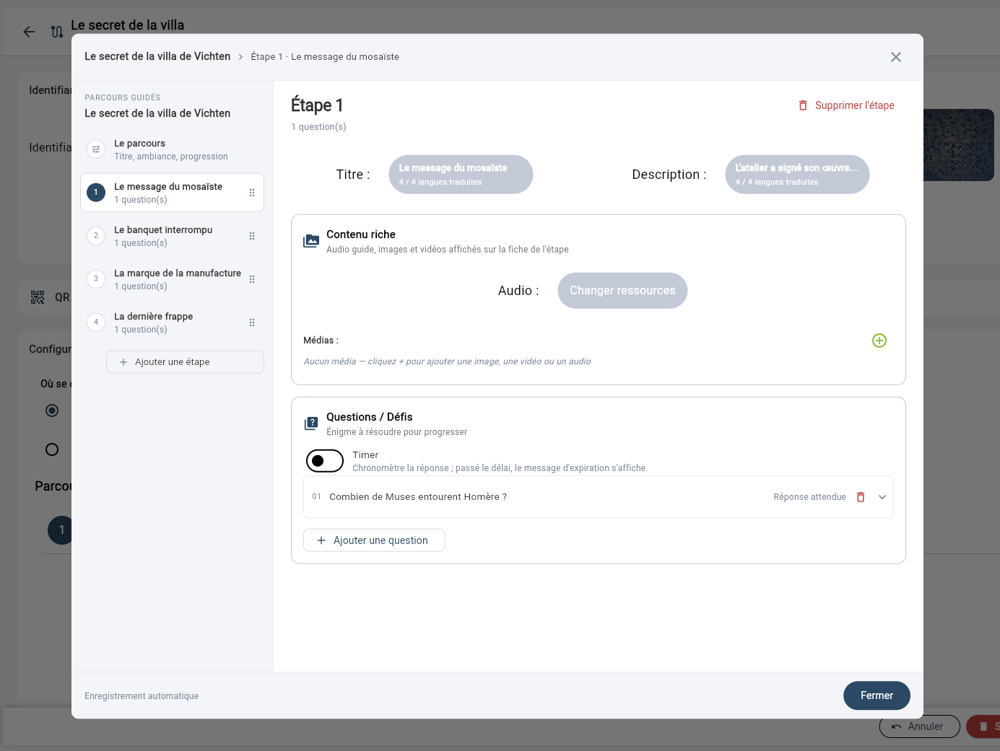 Le secret de la villa
Le secret de la villa de Vichten > Étape 1 · Le message du mosaïste
PARCOURS GUIDÉS
Le secret de la villa de Vichten
Le parcours
Titre, ambiance, progression
1
Le message du mosaïste
1 question(s)
2
Le banquet interrompu
1 question(s)
3
La marque de la manufacture
1 question(s)
4
La dernière frappe
1 question(s)
+ Ajouter une étape
Étape 1
Supprimer l'étape
1 question(s)
Titre :
Le message du mosaïste
4 / 4 langues traduites
Description :
L'atelier a signé son œuvre....
4 / 4 langues traduites
Contenu riche
Audio guide, images et vidéos affichés sur la fiche de l'étape
Audio :
Changer ressources
Médias :
Aucun média — cliquez + pour ajouter une image, une vidéo ou un audio
Questions / Défis
Énigme à résoudre pour progresser
Timer
Chronomètre la réponse ; passé le délai, le message d'expiration s'affiche.
01 Combien de Muses entourent Homère ?
Réponse attendue
+ Ajouter une question
Enregistrement automatique
Fermer
Identifia
Identifia
QR
Configur
Où se
Parcou
1
Annuler
S